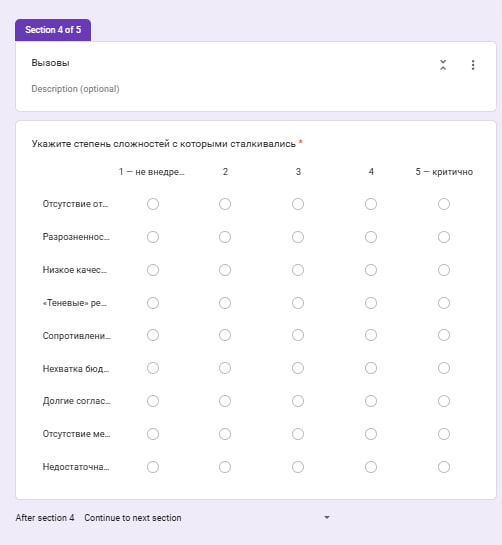 Section 4 of 5
Вызовы
Description (optional)
Укажите степень сложностей с которыми сталкивались *
1 — не внедре... 2 3 4 5 — критично
Отсутствие от...
Разрозненнос...
Низкое качес...
«Теневые» ре...
Сопротивлени...
Нехватка бюд...
Долгие соглас...
Отсутствие ме...
Недостаточна...
After section 4 Continue to next section